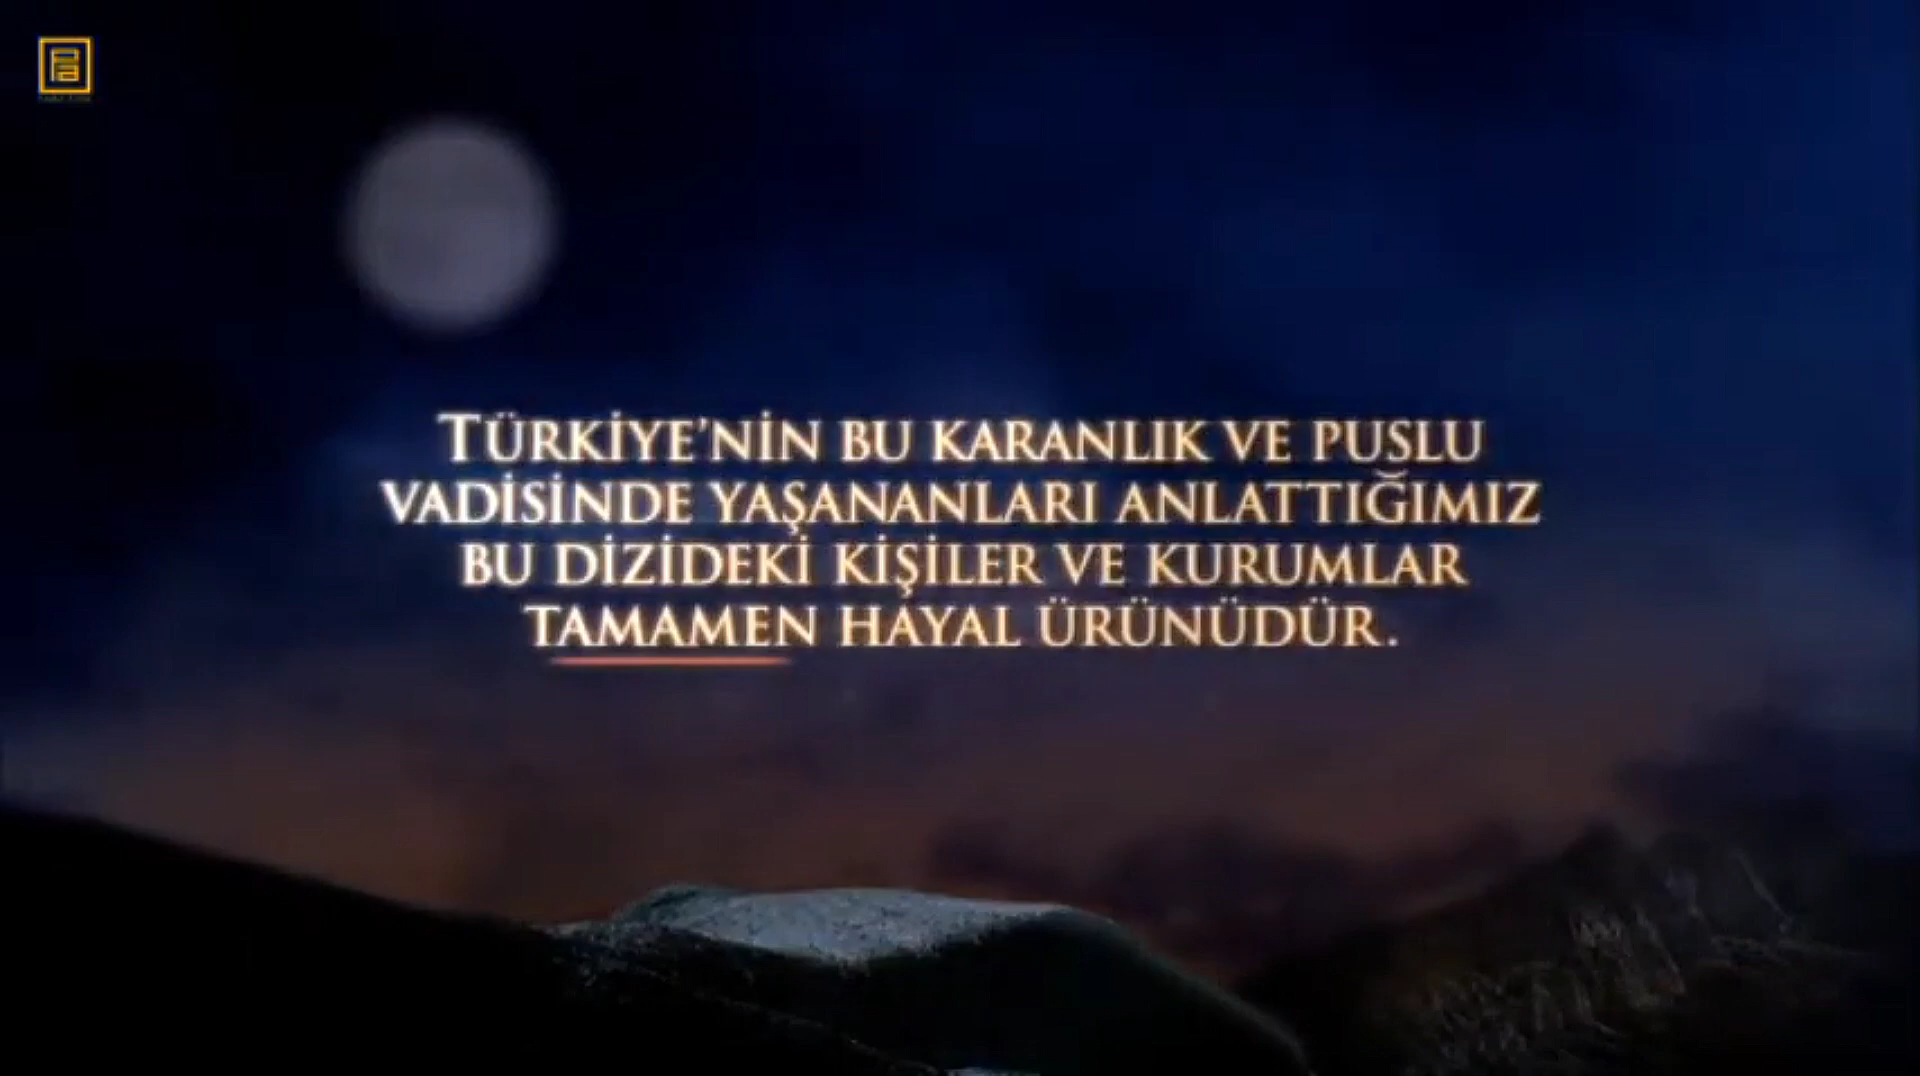 TÜRKİYE'NİN BU KARANLIK VE PUSLU
VADİSİNDE YAŞANANLARI ANLATTIĞIMIZ
BU DİZİDEKİ KİŞİLER VE KURUMLAR
TAMAMEN HAYAL ÜRÜNÜDÜR.